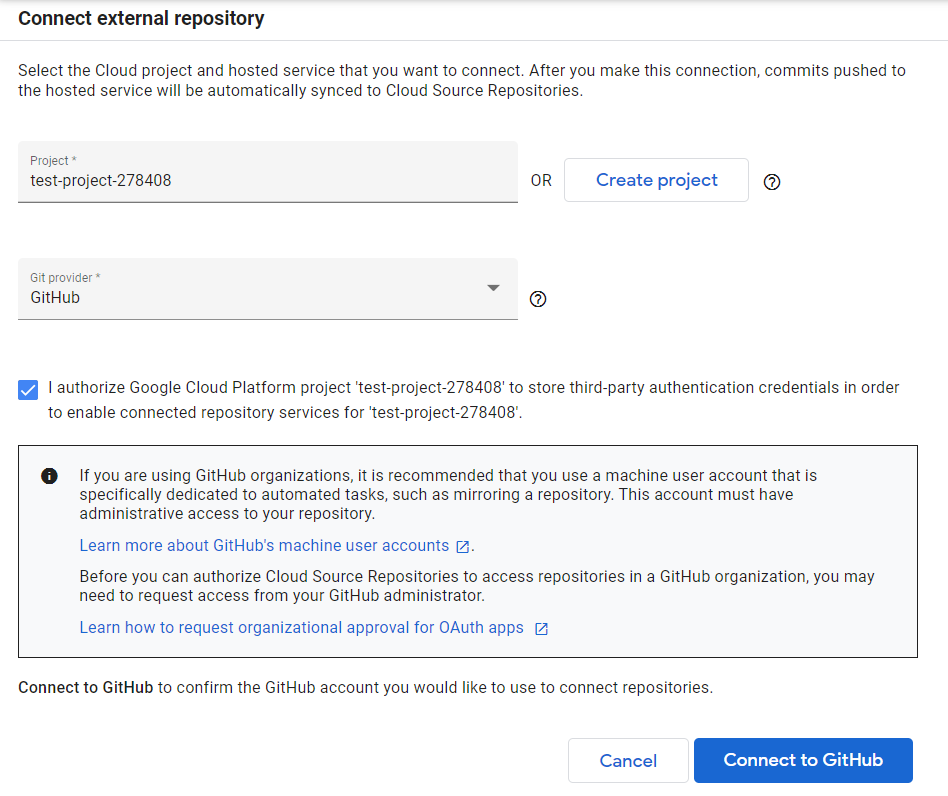 Connect external repository
Select the Cloud project and hosted service that you want to connect. After you make this connection, commits pushed to
the hosted service will be automatically synced to Cloud Source Repositories.
Project *
test-project-278408
OR
Create project
Git provider *
GitHub
I authorize Google Cloud Platform project 'test-project-278408' to store third-party authentication credentials in order
to enable connected repository services for 'test-project-278408'.
If you are using GitHub organizations, it is recommended that you use a machine user account that is
specifically dedicated to automated tasks, such as mirroring a repository. This account must have
administrative access to your repository.
Learn more about GitHub's machine user accounts .
Before you can authorize Cloud Source Repositories to access repositories in a GitHub organization, you may
need to request access from your GitHub administrator.
Learn how to request organizational approval for OAuth apps
Connect to GitHub to confirm the GitHub account you would like to use to connect repositories.
Cancel
Connect to GitHub